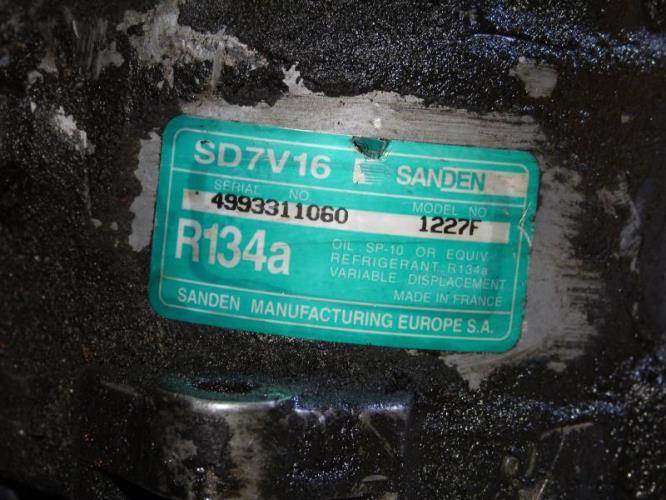 SD7V16 SANDEN
SERIAL NO
4993311060
MODEL NO
1227F
R134a
OIL : SP-10 OR EQUIV
REFRIGERANT : R134a
VARIABLE DISPLACEMENT
MADE IN FRANCE
SANDEN MANUFACTURING EUROPE S.A.